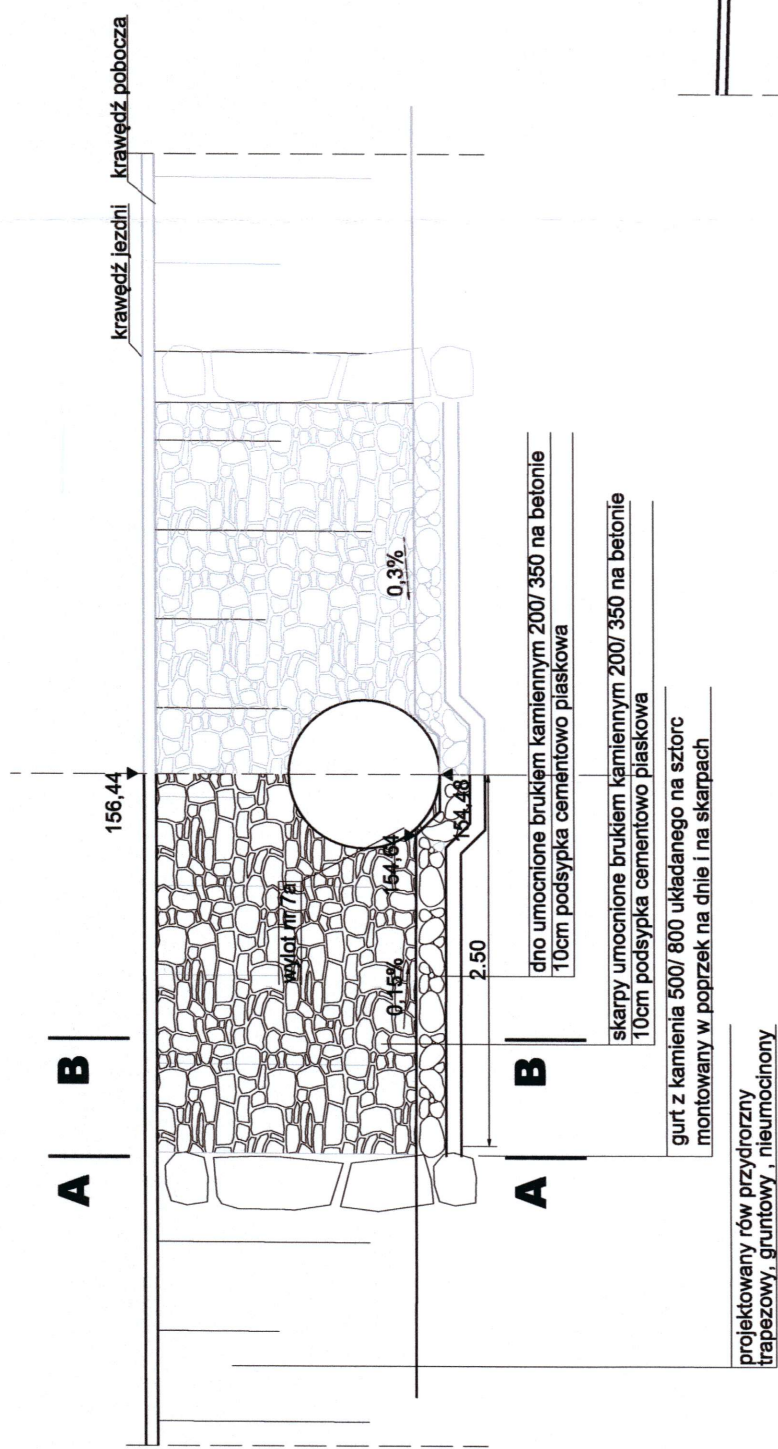 krawędź jezdni
krawędź pobocza
156,44
A
B
wylot nr 7a
154,64
154,48
0,15%
0,3%
2.50
A
B
dno umocnione brukiem kamiennym 200/ 350 na betonie
10cm podsypka cementowo piaskowa
skarpy umocnione brukiem kamiennym 200/ 350 na betonie
10cm podsypka cementowo piaskowa
gurt z kamienia 500/ 800 układanego na sztorc
montowany w poprzek na dnie i na skarpach
projektowany rów przydrorzny
trapezowy, gruntowy , nieumocinony